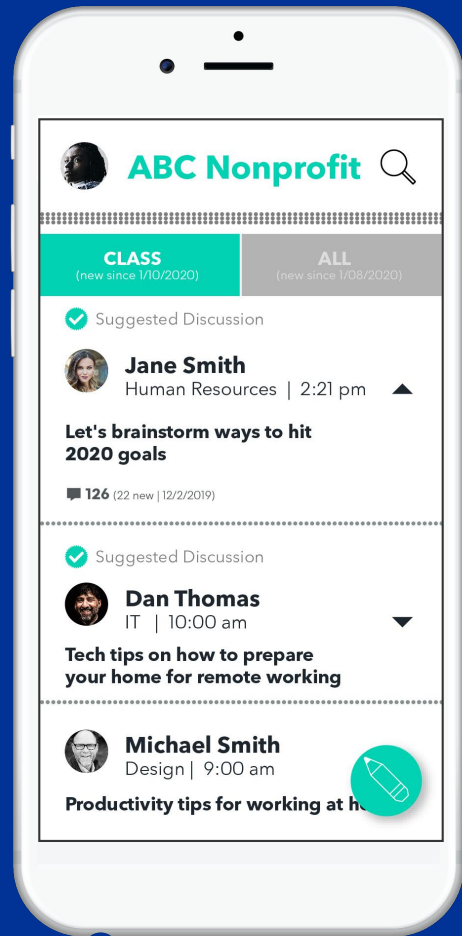 ABC Nonprofit
CLASS
(new since 1/10/2020)
ALL
(new since 1/08/2020)
Suggested Discussion
Jane Smith
Human Resources | 2:21 pm
Let's brainstorm ways to hit
2020 goals
126 (22 new | 12/2/2019)
Suggested Discussion
Dan Thomas
IT | 10:00 am
Tech tips on how to prepare
your home for remote working
Michael Smith
Design | 9:00 am
Productivity tips for working at